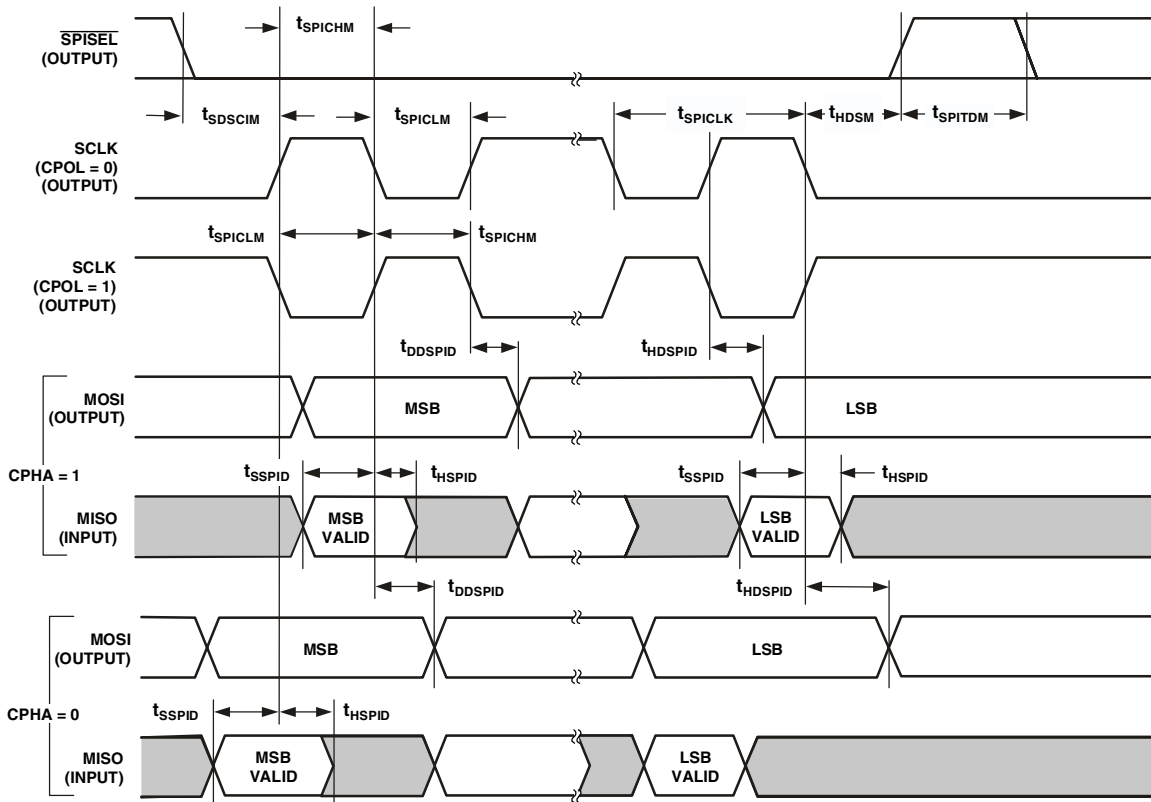 tSPICHM
SPISEL
(OUTPUT)
tSDSCIM
tSPICLM
tSPICLK
tHDSM
tSPITDM
SCLK
(CPOL = 0)
(OUTPUT)
tSPICLM
tSPICHM
SCLK
(CPOL = 1)
(OUTPUT)
tDDSPID
tHDSPID
MOSI
(OUTPUT)
MSB
LSB
CPHA = 1
tSSPID
tHSPID
tSSPID
tHSPID
MISO
(INPUT)
MSB
VALID
LSB
VALID
tDDSPID
tHDSPID
MOSI
(OUTPUT)
MSB
LSB
CPHA = 0
tSSPID
tHSPID
MISO
(INPUT)
MSB
VALID
LSB
VALID